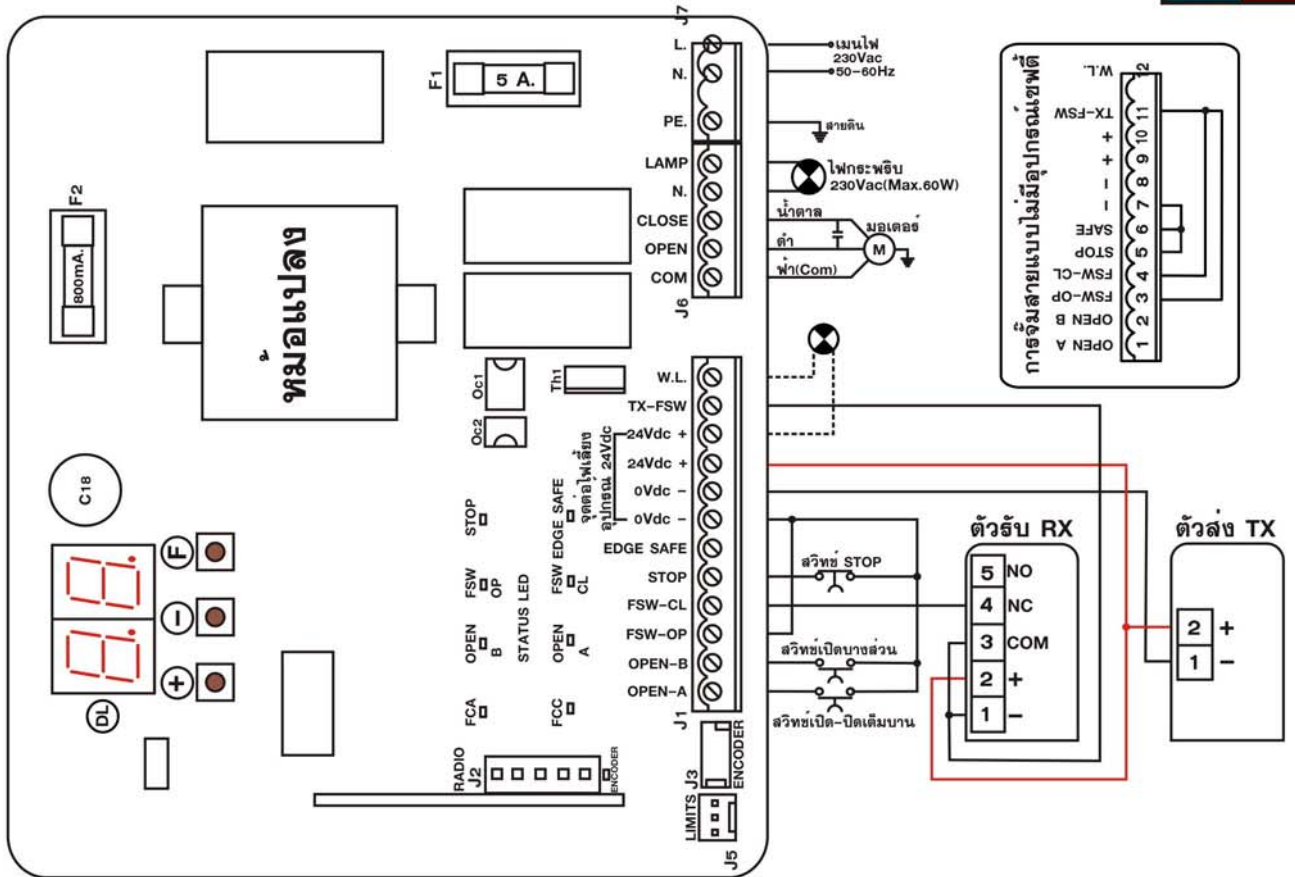 J7
L.
N.
PE.
LAMP
N.
CLOSE
OPEN
COM
J6
F1
5 A.
F2
800mA.
หม้อแปลง
เมนไฟ
230Vac
50-60Hz
สายดิน
ไฟกระพริบ
230Vac(Max.60W)
น้ำตาล
ดำ
ฟ้า(Com)
มอเตอร์
M
การจั๊มสายแบบไม่มีอุปกรณ์เซฟตี้
W.L. 12
TX-FSW 11
+ 10
+ 9
- 8
- 7
SAFE 6
STOP 5
FSW-CL 4
FSW-OP 3
OPEN B 2
OPEN A 1
Oc1
Oc2
Th1
C18
W.L.
TX-FSW
24Vdc +
24Vdc +
0Vdc -
0Vdc -
EDGE SAFE
STOP
FSW-CL
FSW-OP
OPEN-B
OPEN-A
J1
จุดต่อไฟเลี้ยง
อุปกรณ์ 24Vdc
STOP
FSW OP
OPEN B
FCA
STATUS LED
EDGE SAFE
FSW CL
OPEN A
FCC
F
-
+
DL
RADIO
J2
ENCODER
J3
ENCODER
LIMITS
J5
สวิทช์ STOP
สวิทช์เปิดบางส่วน
สวิทช์เปิด-ปิดเต็มบาน
ตัวรับ RX
5 NO
4 NC
3 COM
2 +
1 -
ตัวส่ง TX
2 +
1 -